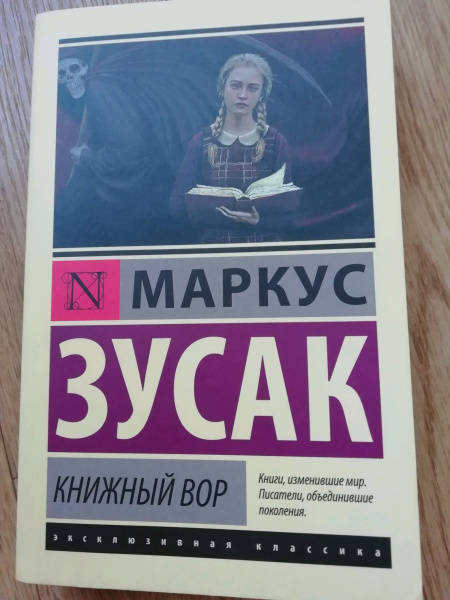 N МАРКУС
ЗУСАК
КНИЖНЫЙ ВОР
Книги, изменившие мир.
Писатели, объединившие
поколения.
эксклюзивная классика